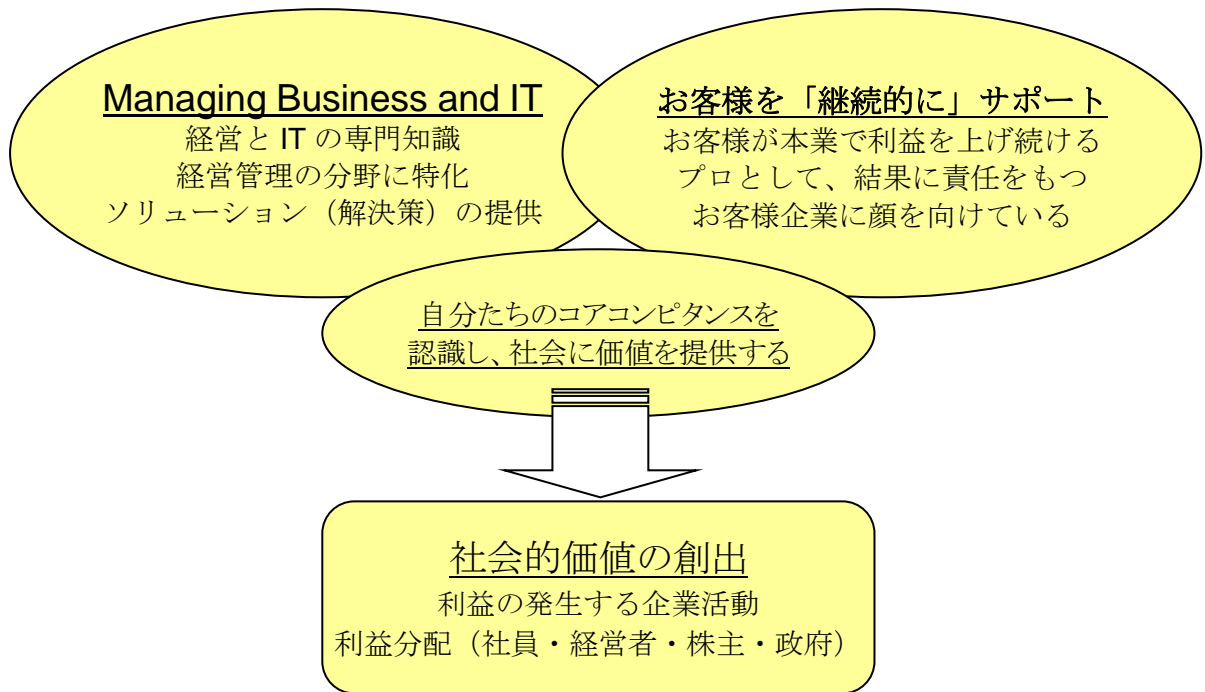 Managing Business and IT
経営と IT の専門知識
経営管理の分野に特化
ソリューション（解決策）の提供
お客様を「継続的に」サポート
お客様が本業で利益を上げ続ける
プロとして、結果に責任をもつ
お客様企業に顔を向けている
自分たちのコアコンピタンスを
認識し、社会に価値を提供する
社会的価値の創出
利益の発生する企業活動
利益分配（社員・経営者・株主・政府）